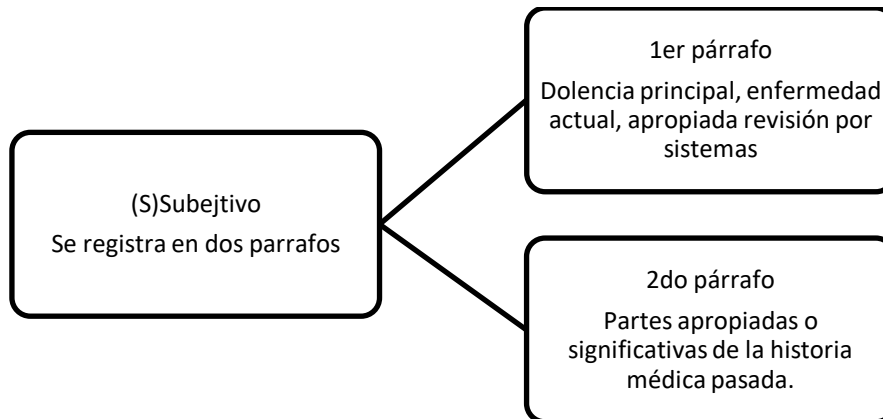 (S)Subejtivo
Se registra en dos parrafos
1er párrafo
Dolencia principal, enfermedad
actual, apropiada revisión por
sistemas
2do párrafo
Partes apropiadas o
significativas de la historia
médica pasada.